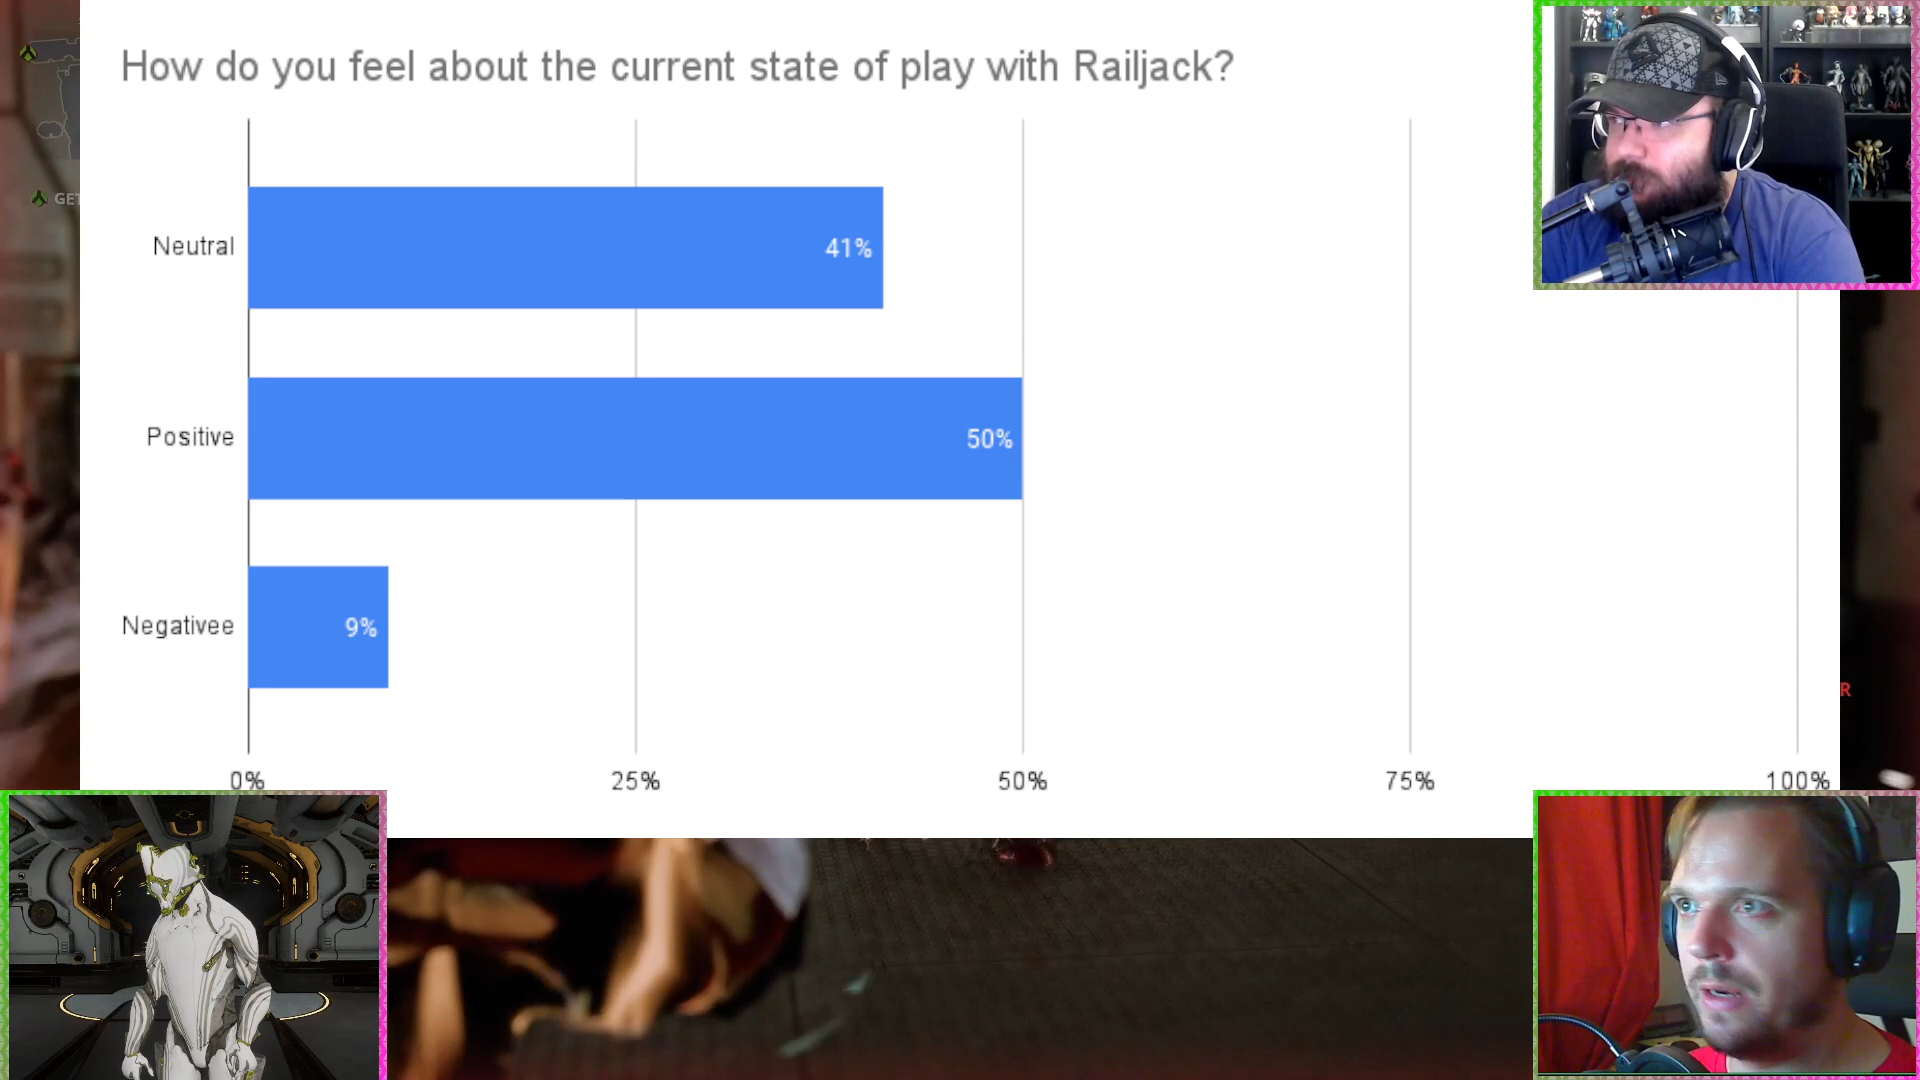 How do you feel about the current state of play with Railjack?
GET
Neutral
41%
Positive
50%
Negativee
9%
R
0%
25%
50%
75%
100%